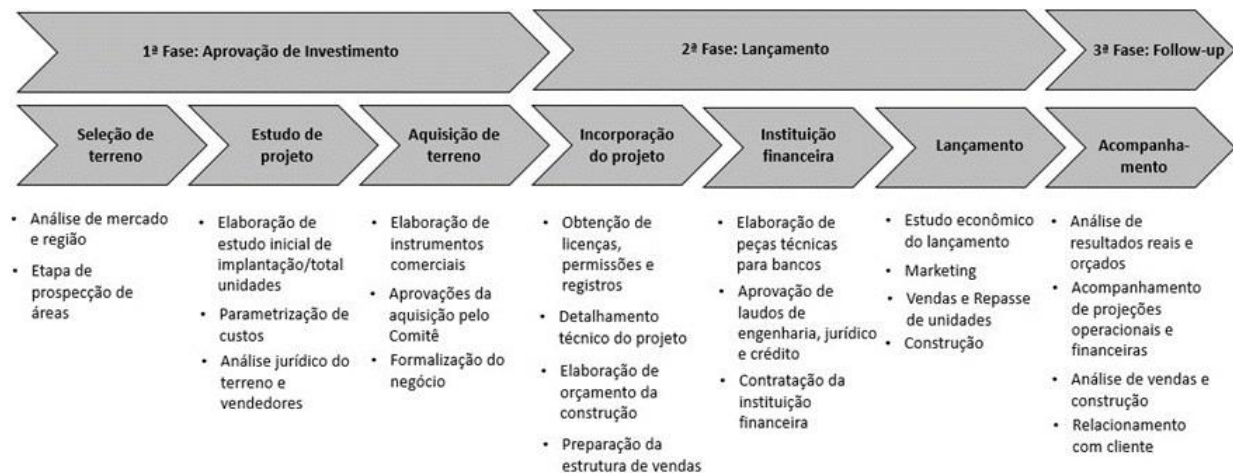 1ª Fase: Aprovação de Investimento
2ª Fase: Lançamento
3ª Fase: Follow-up
Seleção de
terreno
Estudo de
projeto
Aquisição de
terreno
Incorporação
do projeto
Instituição
financeira
Lançamento
Acompanha-
mento
• Análise de mercado
e região
• Etapa de
prospecção de
áreas
• Elaboração de
estudo inicial de
implantação/total
unidades
• Parametrização de
custos
• Análise jurídico do
terreno e
vendedores
• Elaboração de
instrumentos
comerciais
• Aprovações da
aquisição pelo
Comitê
• Formalização do
negócio
• Obtenção de
licenças,
permissões e
registros
• Detalhamento
técnico do projeto
• Elaboração de
orçamento da
construção
• Preparação da
estrutura de vendas
• Elaboração de
peças técnicas
para bancos
• Aprovação de
laudos de
engenharia, jurídico
e crédito
• Contratação da
instituição
financeira
• Estudo econômico
do lançamento
• Marketing
• Vendas e Repasse
de unidades
• Construção
• Análise de
resultados reais e
orçados
• Acompanhamento
de projeções
operacionais e
financeiras
• Análise de vendas e
construção
• Relacionamento
com cliente